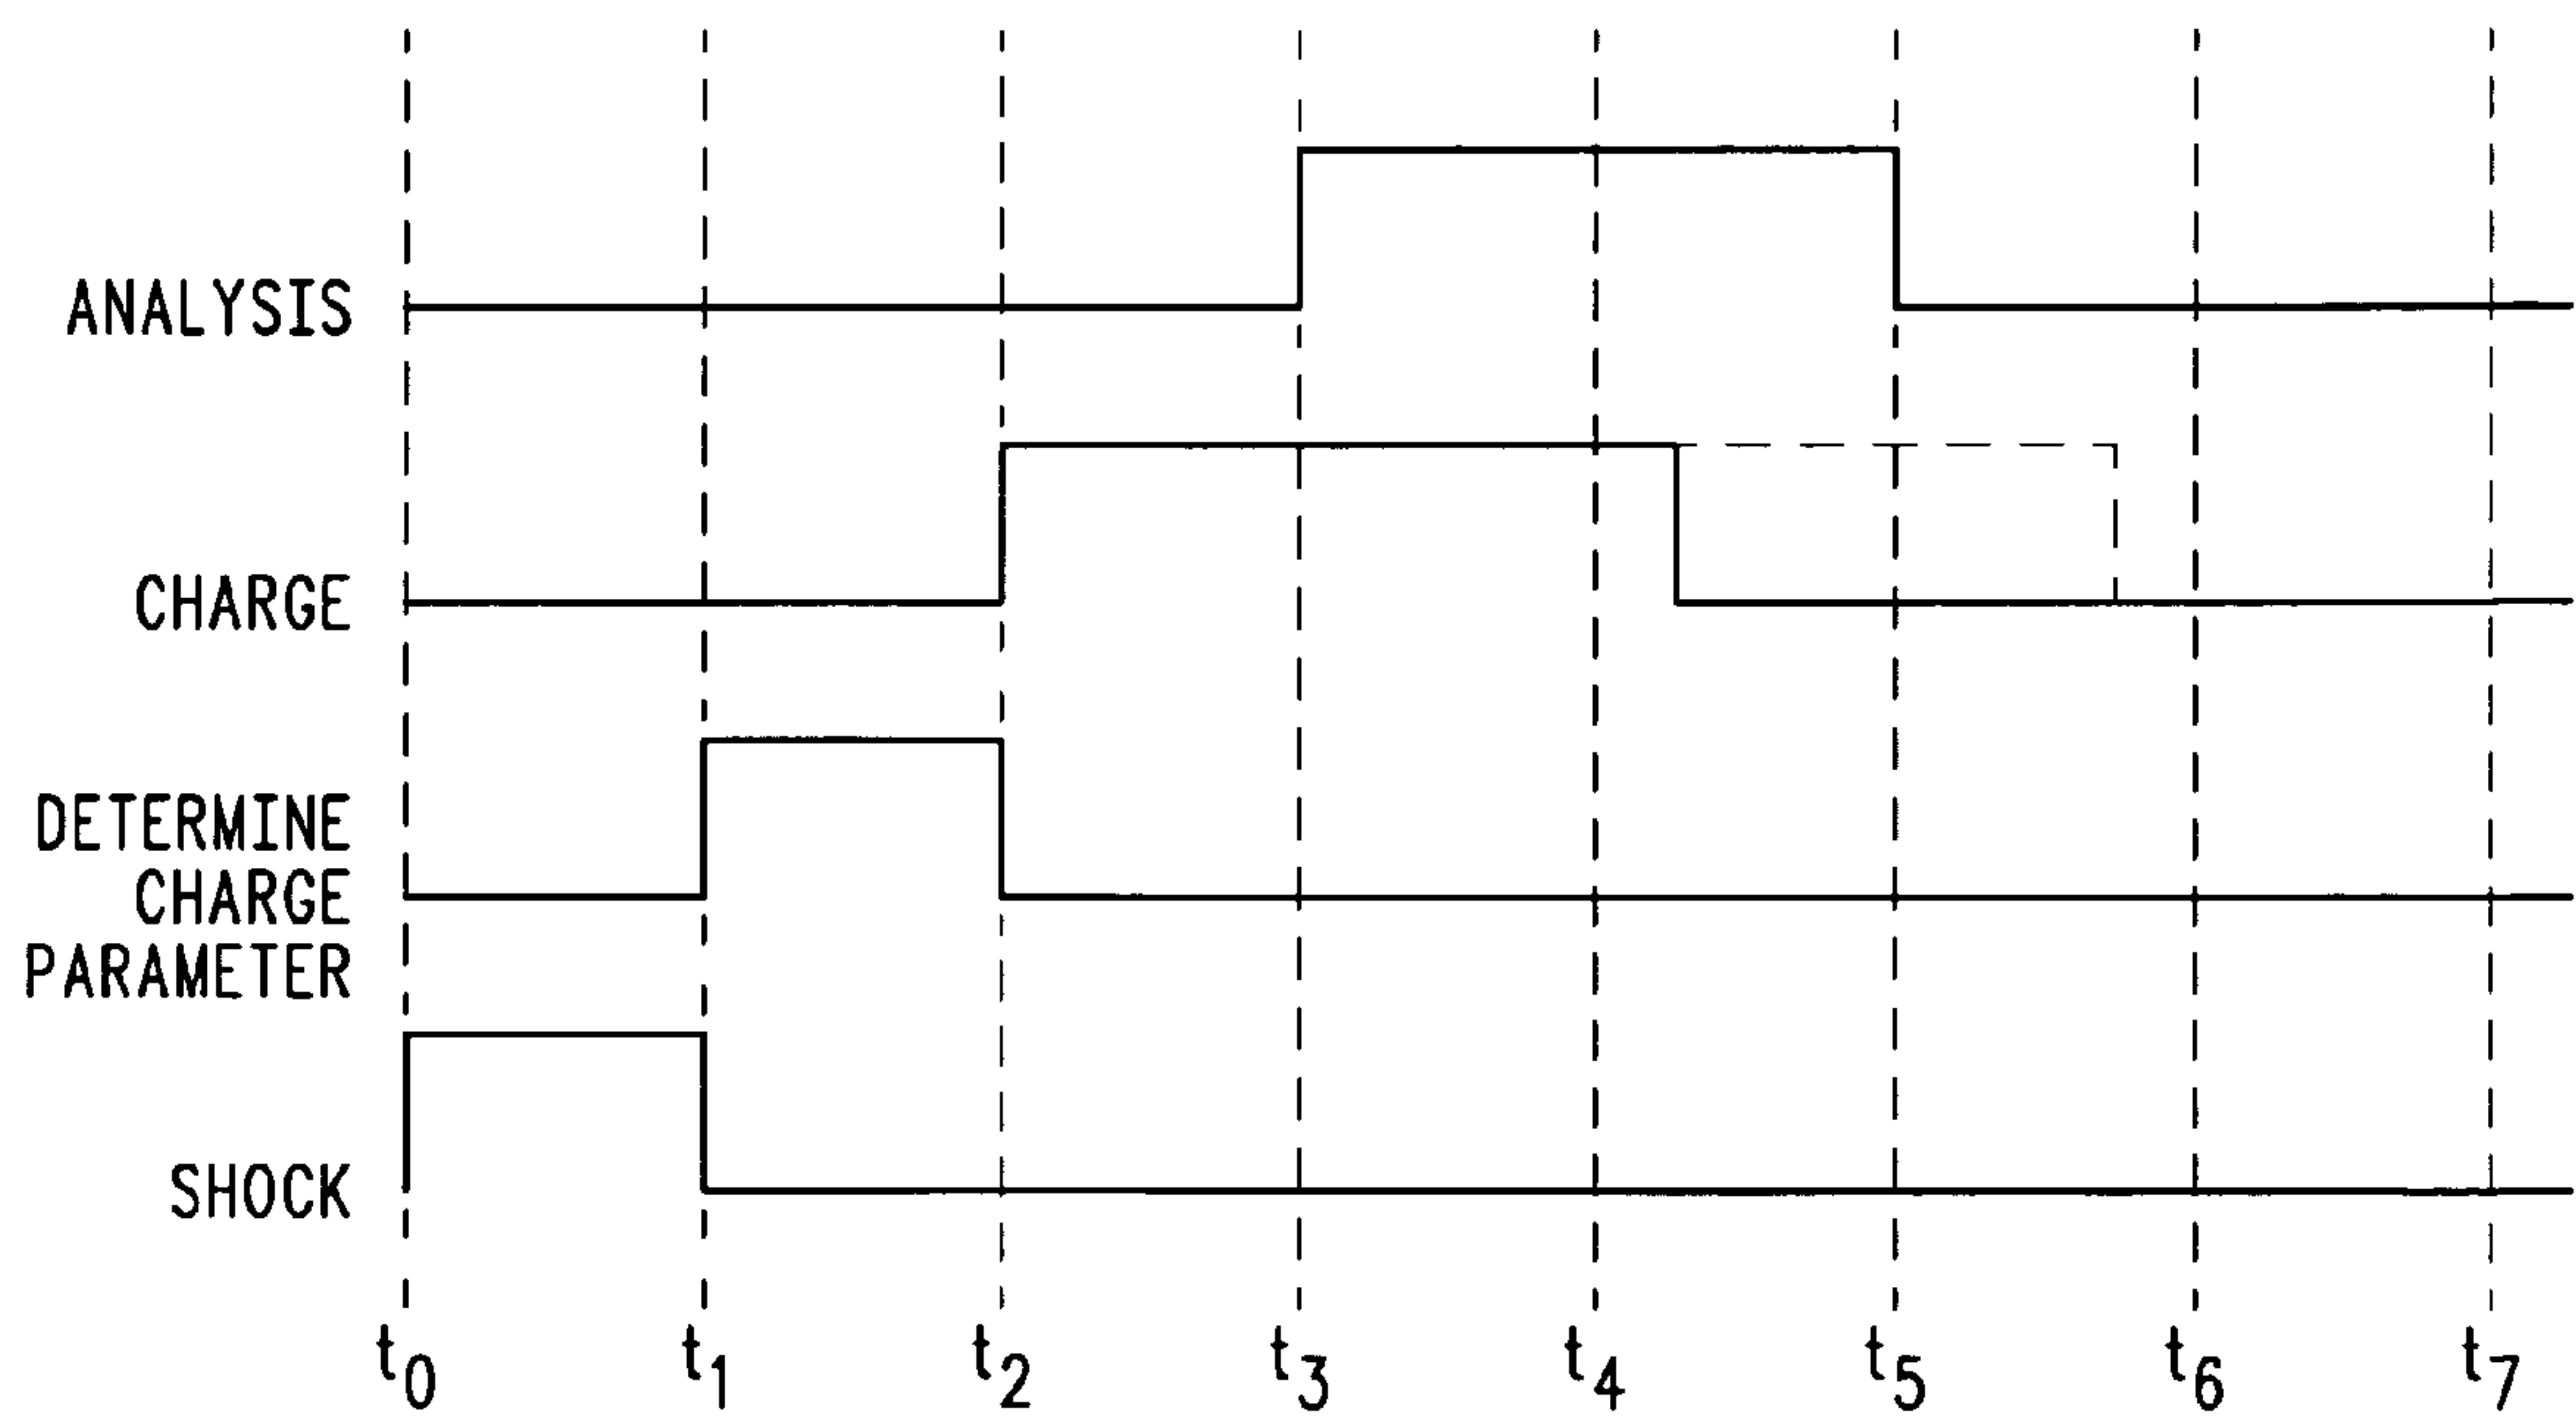 ANALYSIS
CHARGE
DETERMINE
CHARGE
PARAMETER
SHOCK
t0 t1 t2 t3 t4 t5 t6 t7